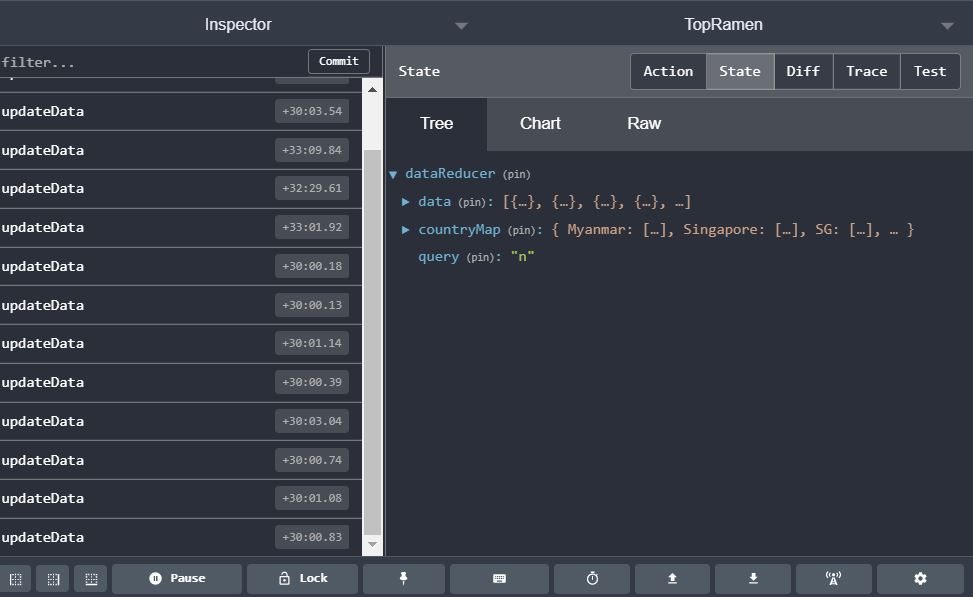 Inspector
TopRamen
filter...
Commit
State
Action
State
Diff
Trace
Test
Tree
Chart
Raw
updateData +30:03.54
updateData +33:09.84
updateData +32:29.61
updateData +33:01.92
updateData +30:00.18
updateData +30:00.13
updateData +30:01.14
updateData +30:00.39
updateData +30:03.04
updateData +30:00.74
updateData +30:01.08
updateData +30:00.83
dataReducer (pin)
data (pin): [{…}, {…}, {…}, {…}, …]
countryMap (pin): { Myanmar: […], Singapore: […], SG: […], … }
query (pin): "n"
Pause
Lock